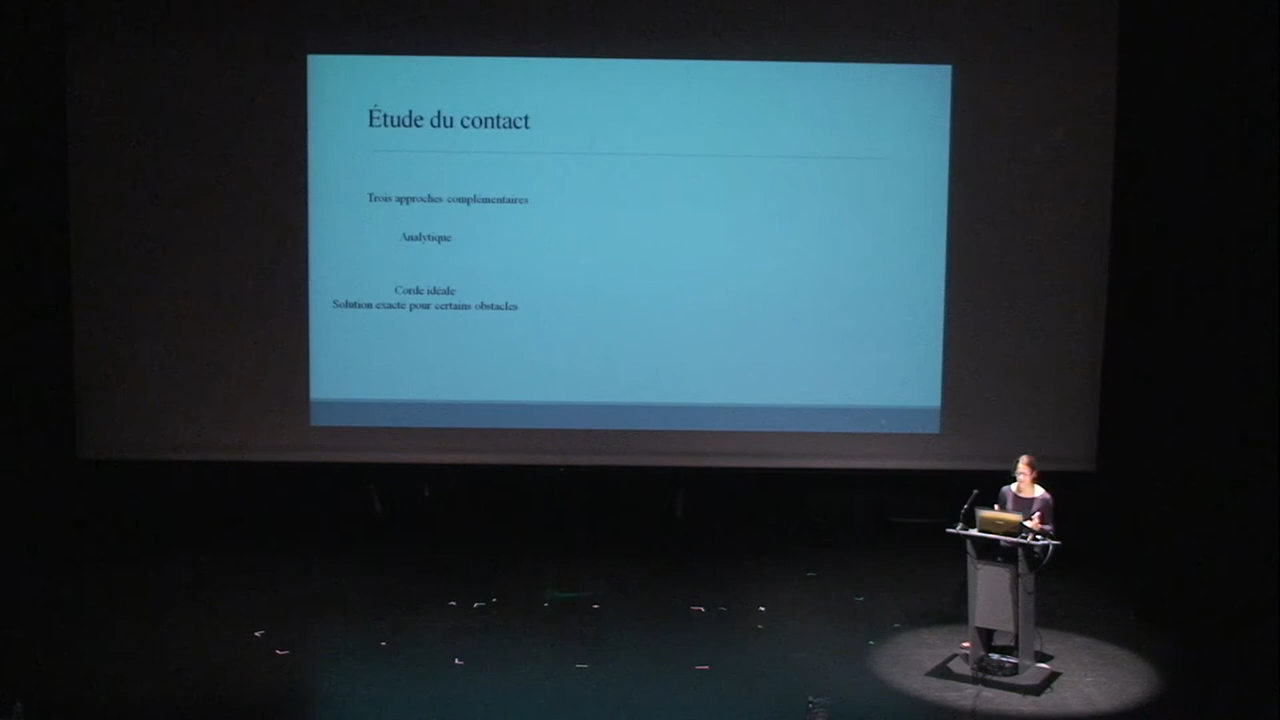 Étude du contact
Trois approches complémentaires
Analytique
Corde idéale
Solution exacte pour certains obstacles